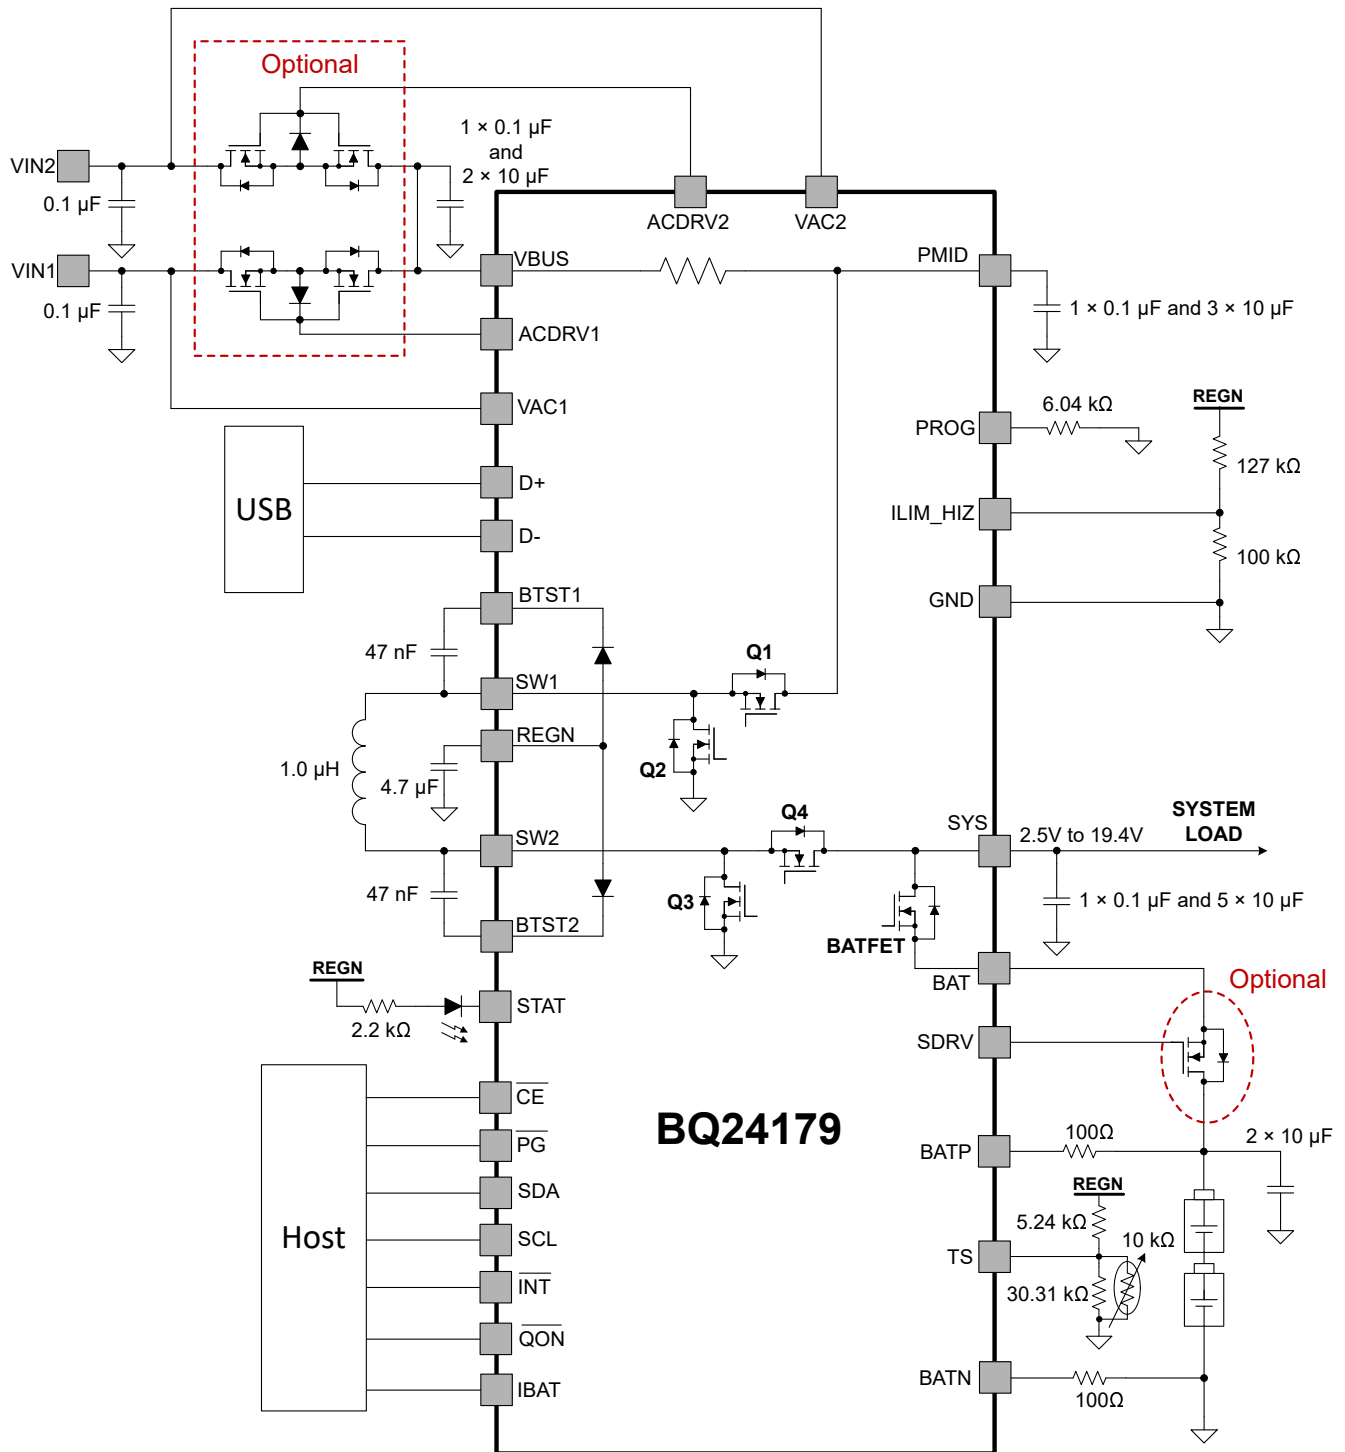 Optional
1 × 0.1 µF
and
2 × 10 µF
VIN2
0.1 µF
ACDRV2
VAC2
VIN1
0.1 µF
VBUS
PMID
1 × 0.1 µF and 3 × 10 µF
ACDRV1
VAC1
6.04 kΩ
REGN
PROG
127 kΩ
USB
D+
D-
ILIM_HIZ
100 kΩ
BTST1
GND
47 nF
SW1
Q1
REGN
1.0 µH
4.7 µF
Q2
SW2
Q4
SYS
2.5V to 19.4V
SYSTEM
LOAD
47 nF
Q3
1 × 0.1 µF and 5 × 10 µF
BTST2
BATFET
BAT
REGN
2.2 kΩ
STAT
Optional
SDRV
Host
CE
PG
SDA
SCL
INT
QON
IBAT
BQ24179
BATP
100Ω
2 × 10 µF
REGN
5.24 kΩ
10 kΩ
TS
30.31 kΩ
BATN
100Ω